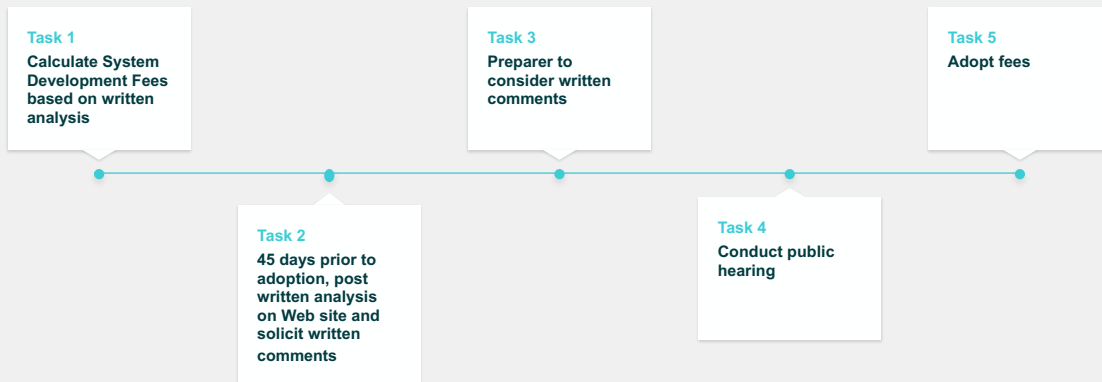 Task 1
Calculate System
Development Fees
based on written
analysis
Task 2
45 days prior to
adoption, post
written analysis
on Web site and
solicit written
comments
Task 3
Preparer to
consider written
comments
Task 4
Conduct public
hearing
Task 5
Adopt fees